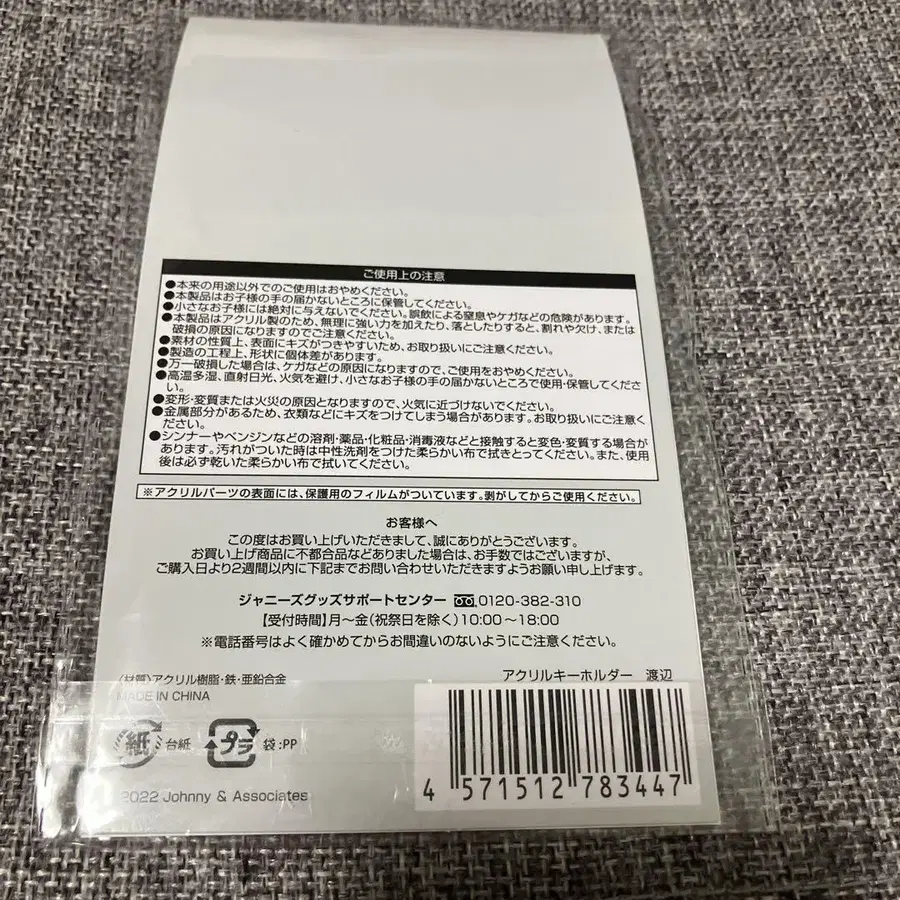 ご使用上の注意
●本来の用途以外でのご使用はおやめください。
●本製品はお子様の手の届かないところに保管してください。
●小さなお子様には絶対に与えないでください。誤飲による窒息やケガなどの危険があります。
●本製品はアクリル製のため、無理に強い力を加えたり、落としたりすると、割れや欠け、または
破損の原因になりますのでご注意ください。
●素材の性質上、表面にキズがつきやすいため、お取り扱いにご注意ください。
●製造の工程上、形状に個体差があります。
●万一破損した場合は、ケガなどの原因になりますので、ご使用をおやめください。
●高温多湿、直射日光、火気を避け、小さなお子様の手の届かないところで使用・保管してくださ
い。
●変形・変質または火災の原因となりますので、火気に近づけないでください。
●金属部分があるため、衣類などにキズをつけてしまう場合があります。お取り扱いにご注意く
ださい。
●シンナーやベンジンなどの溶剤・薬品・化粧品・消毒液などと接触すると変色・変質する場合が
あります。汚れがついた時は中性洗剤をつけた柔らかい布で拭きとってください。また、使用
後は必ず乾いた柔らかい布で拭いてください。
※アクリルパーツの表面には、保護用のフィルムがついています。剥がしてからご使用ください。
お客様へ
この度はお買い上げいただきまして、誠にありがとうございます。
お買い上げ商品に不都合品などありました場合は、お手数ではございますが、
ご購入日より2週間以内に下記までお問い合わせいただきますようお願い申し上げます。
ジャニーズグッズサポートセンター 0120-382-310
【受付時間】月〜金(祝祭日を除く)10:00〜18:00
※電話番号はよく確かめてからお間違いのないようにご注意ください。
〈材質〉アクリル樹脂・鉄・亜鉛合金
MADE IN CHINA
アクリルキーホルダー 渡辺
紙 台紙 プラ 袋:PP
4 571512 783447
2022 Johnny & Associates